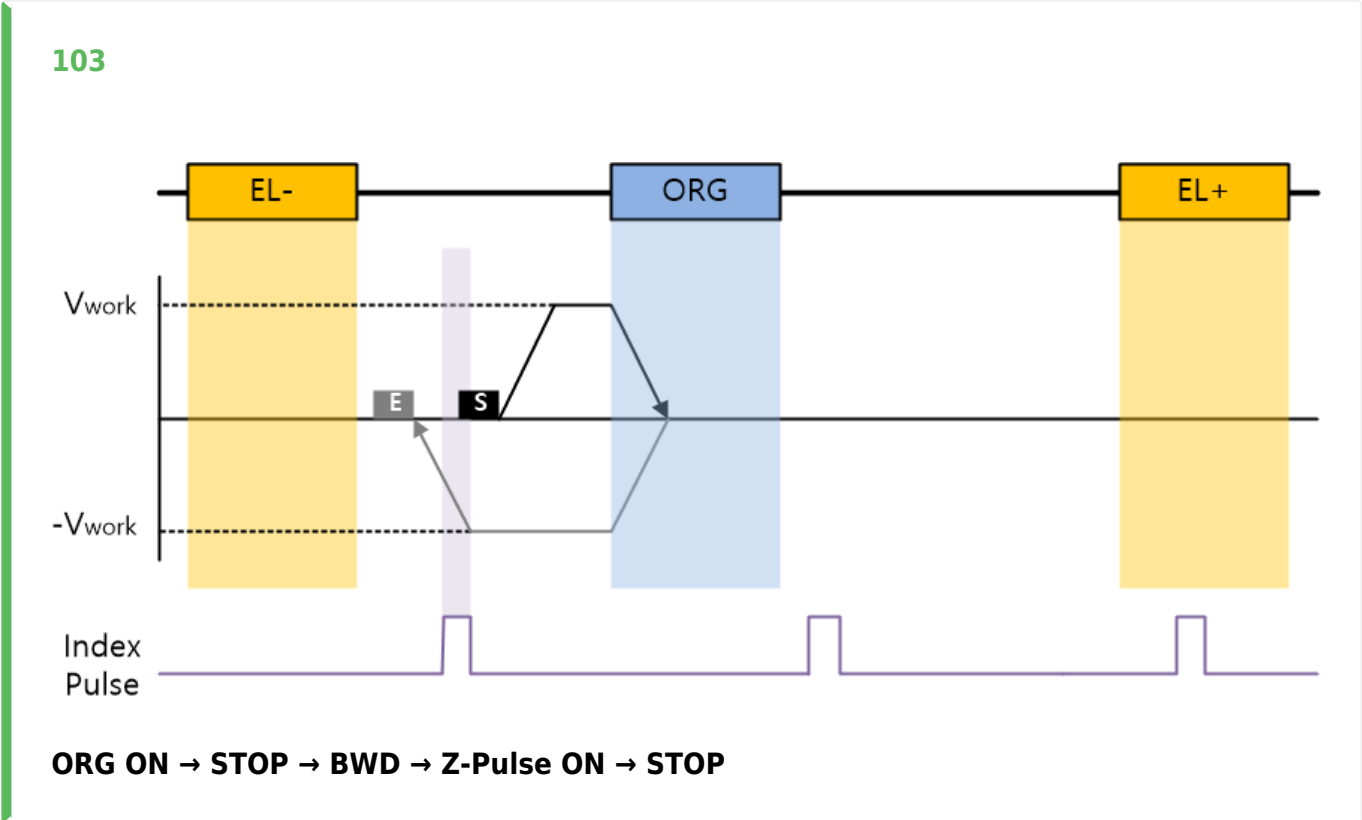 103
EL-
ORG
EL+
Vwork
E
S
-Vwork
Index
Pulse
ORG ON → STOP → BWD → Z-Pulse ON → STOP